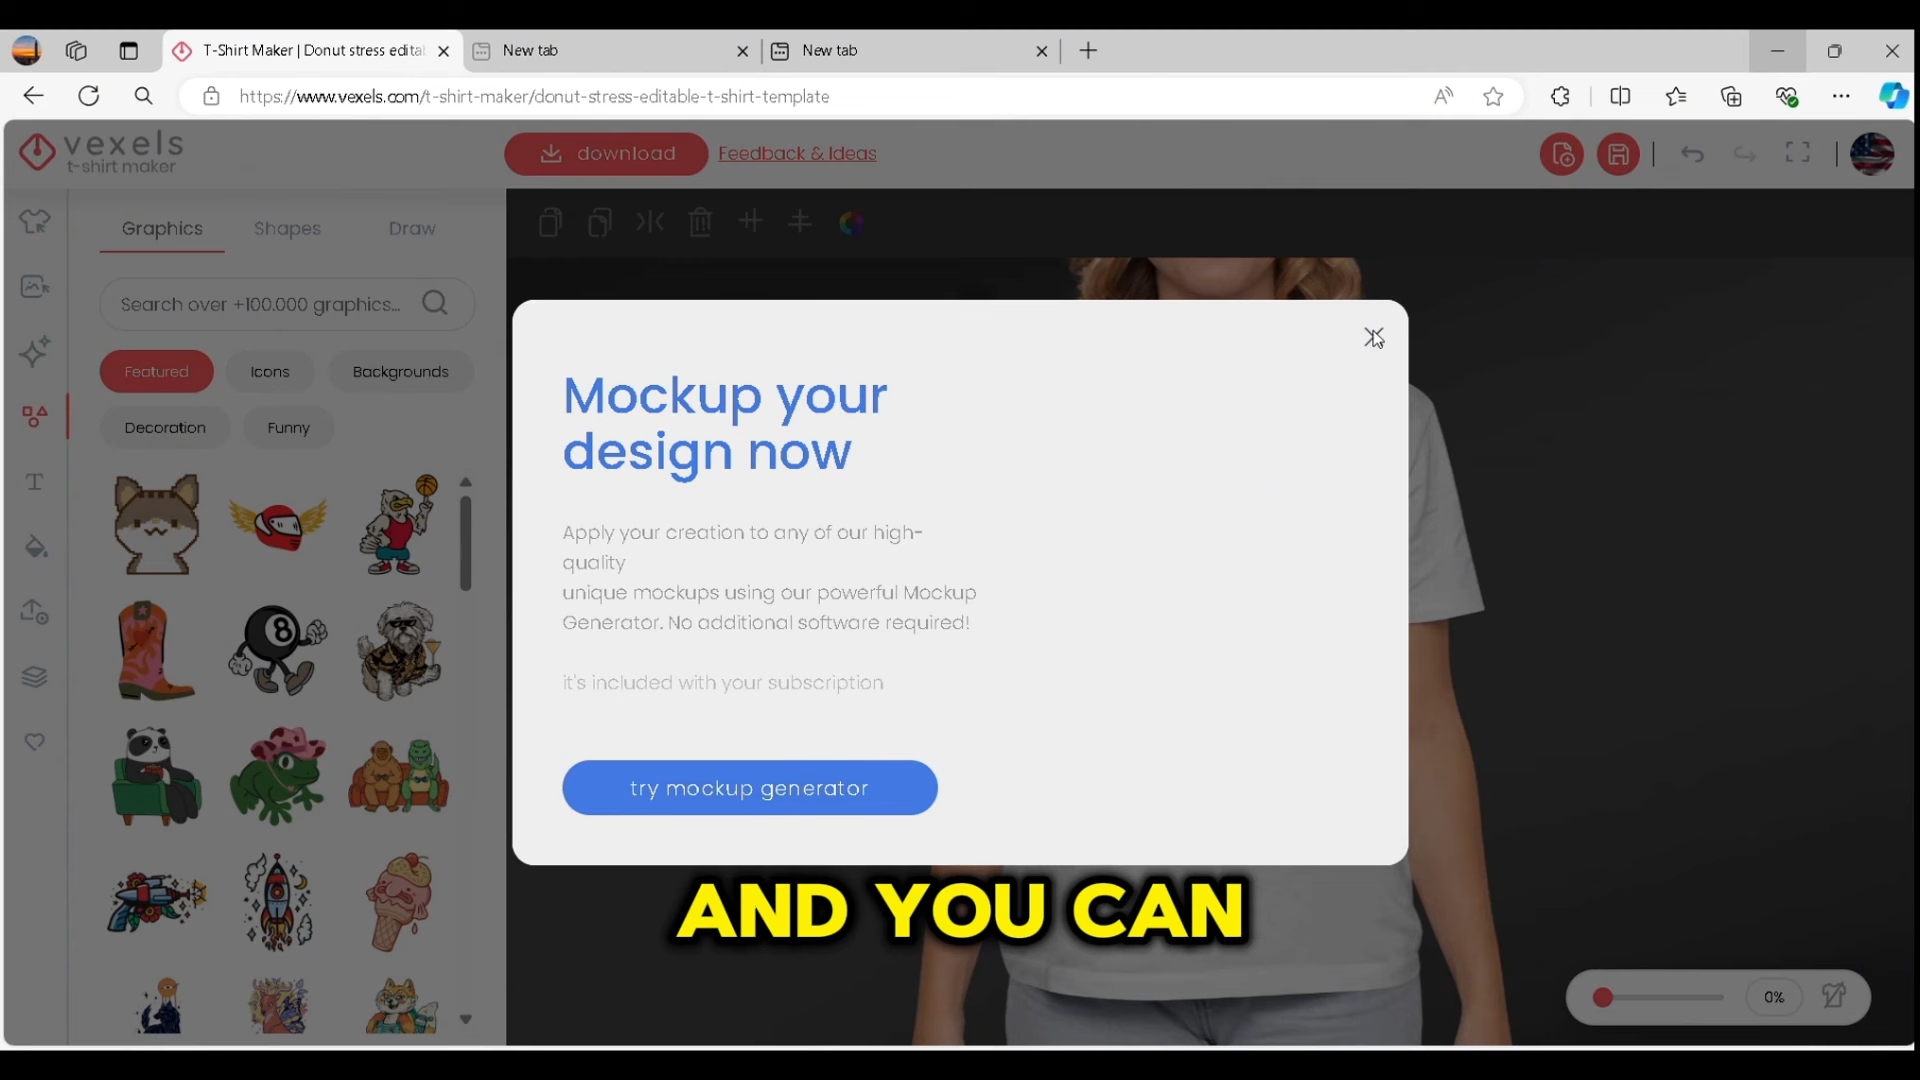 T-Shirt Maker | Donut stress edita
New tab
New tab
https://www.vexels.com/t-shirt-maker/donut-stress-editable-t-shirt-template
vexels
t-shirt maker
download
Feedback & Ideas
Graphics
Shapes
Draw
Search over +100.000 graphics...
Featured
Icons
Backgrounds
Decoration
Funny
8
Mockup your
design now
Apply your creation to any of our high-
quality
unique mockups using our powerful Mockup
Generator. No additional software required!
it's included with your subscription
try mockup generator
AND YOU CAN
0%